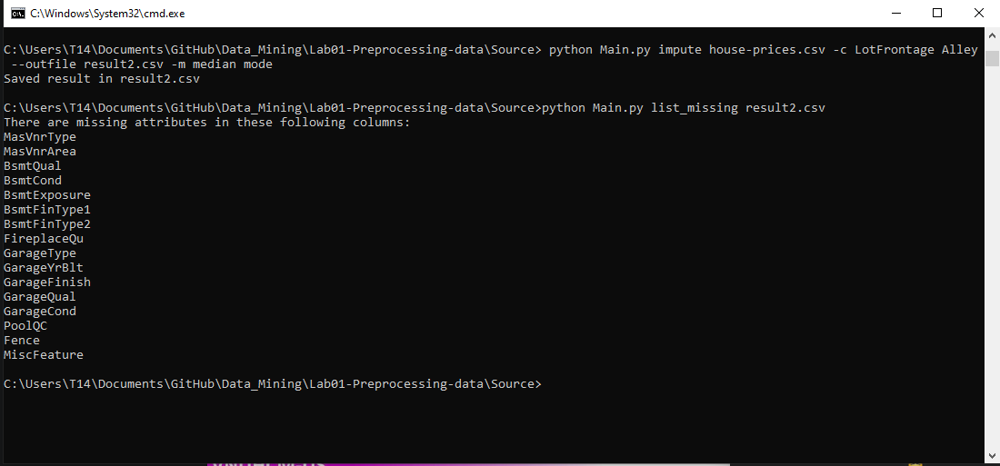 C:\Windows\System32\cmd.exe
C:\Users\T14\Documents\GitHub\Data_Mining\Lab01-Preprocessing-data\Source> python Main.py impute house-prices.csv -c LotFrontage Alley
 --outfile result2.csv -m median mode
Saved result in result2.csv
C:\Users\T14\Documents\GitHub\Data_Mining\Lab01-Preprocessing-data\Source>python Main.py list_missing result2.csv
There are missing attributes in these following columns:
MasVnrType
MasVnrArea
BsmtQual
BsmtCond
BsmtExposure
BsmtFinType1
BsmtFinType2
FireplaceQu
GarageType
GarageYrBlt
GarageFinish
GarageQual
GarageCond
PoolQC
Fence
MiscFeature
C:\Users\T14\Documents\GitHub\Data_Mining\Lab01-Preprocessing-data\Source>